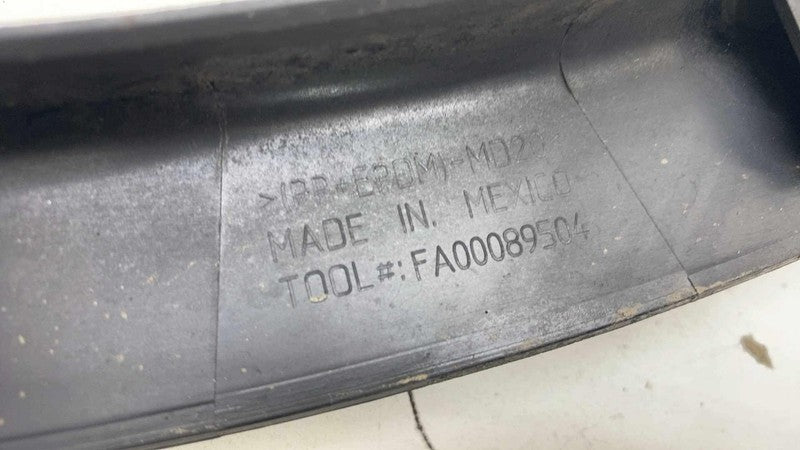 >(PP+EPDM)-MD20
MADE IN. MEXICO
TOOL#:FA00089504